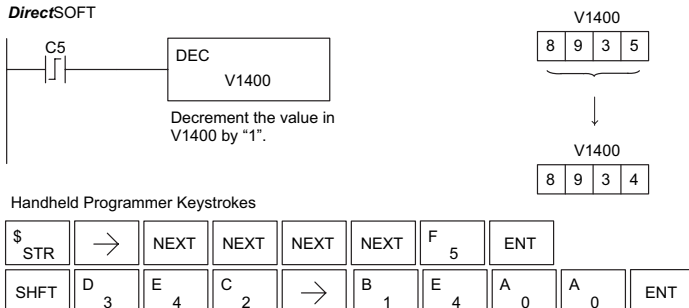 DirectSOFT
C5
DEC
V1400
Decrement the value in
V1400 by “1”.
V1400
8 9 3 5
V1400
8 9 3 4
Handheld Programmer Keystrokes
$ STR → NEXT NEXT NEXT NEXT F 5 ENT
SHFT D 3 E 4 C 2 → B 1 E 4 A 0 A 0 ENT